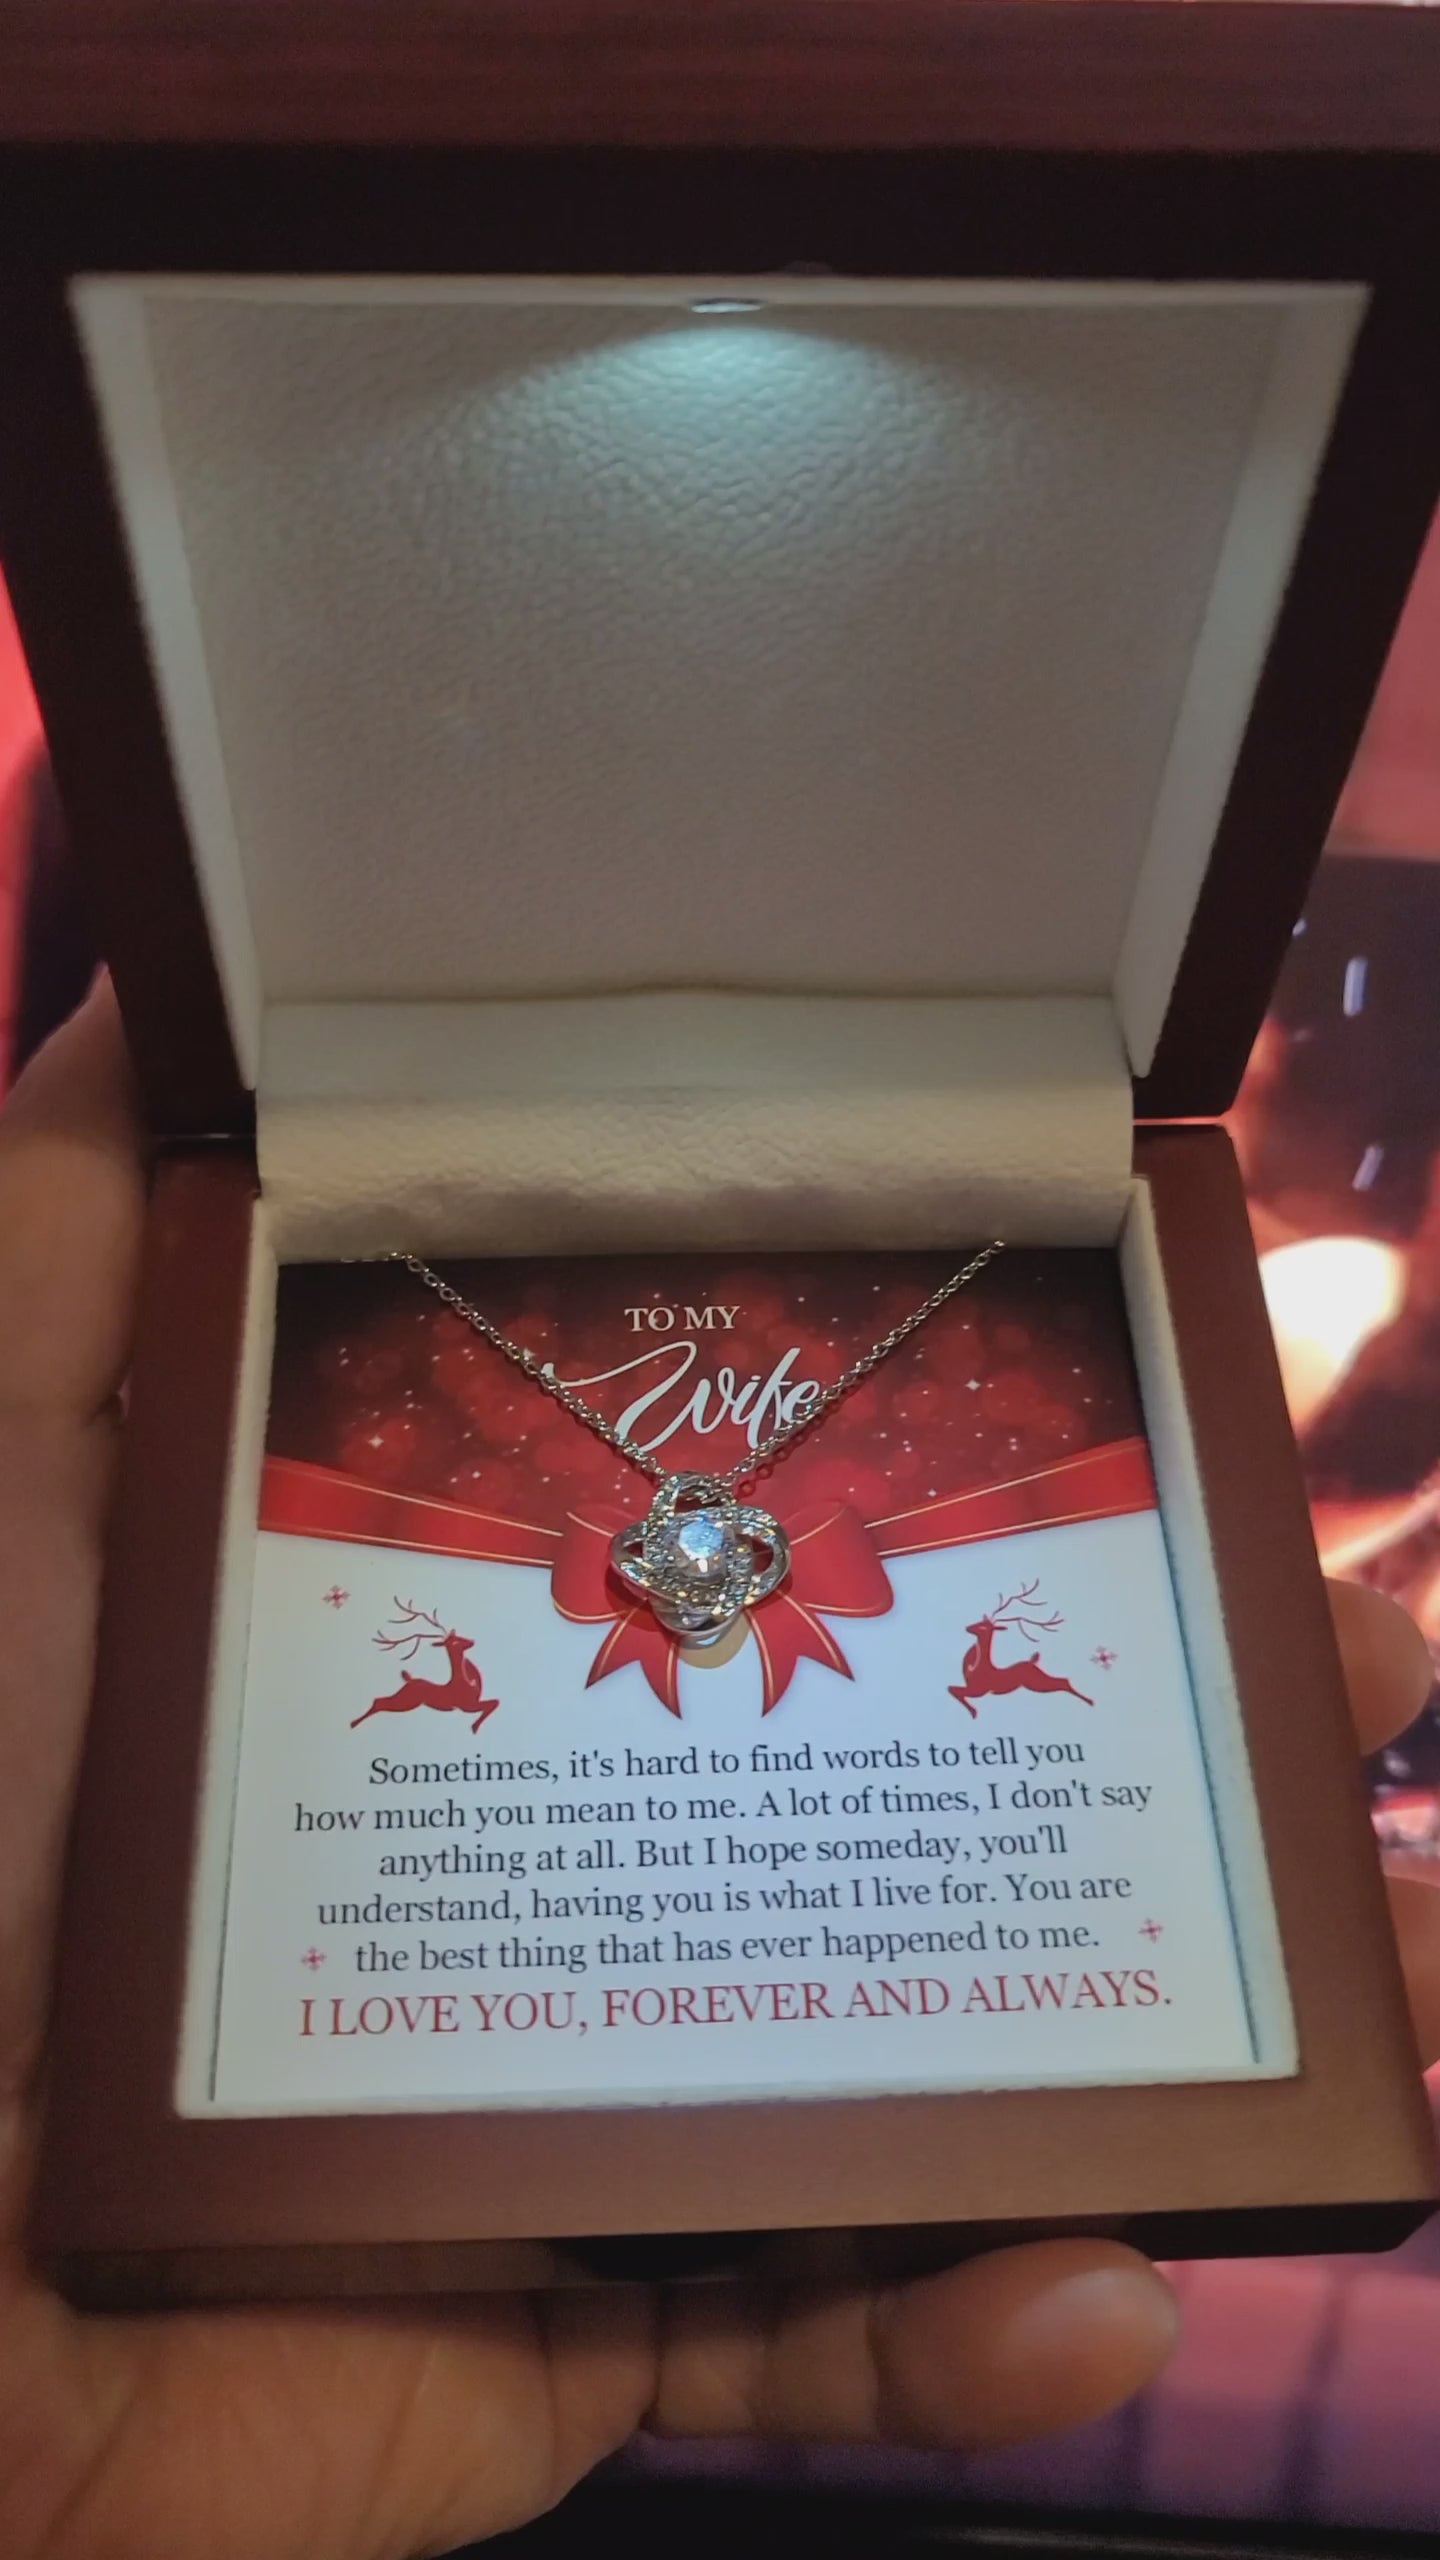 TO MY
Wife
Sometimes, it's hard to find words to tell you
how much you mean to me. A lot of times, I don't say
anything at all. But I hope someday, you'll
understand, having you is what I live for. You are
the best thing that has ever happened to me.
I LOVE YOU, FOREVER AND ALWAYS.